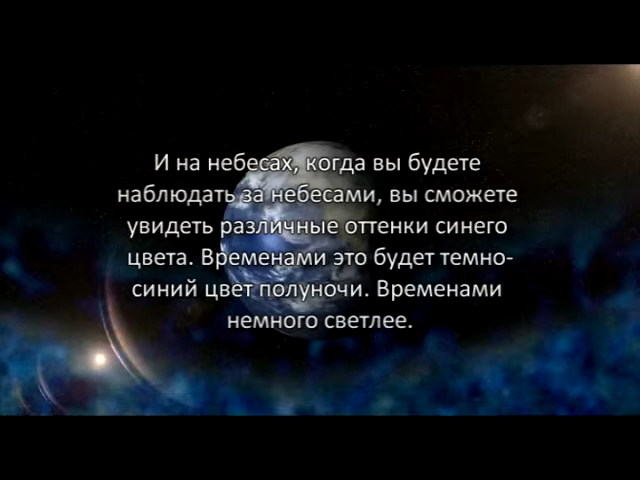 И на небесах, когда вы будете
наблюдать за небесами, вы сможете
увидеть различные оттенки синего
цвета. Временами это будет темно-
синий цвет полуночи. Временами
немного светлее.